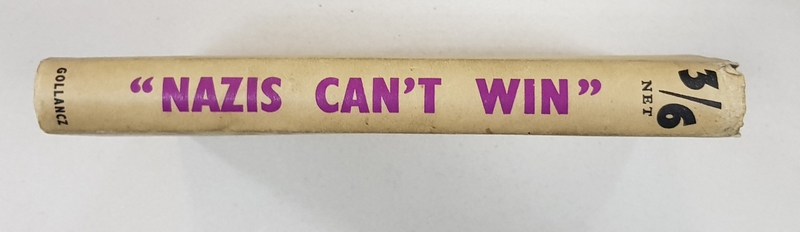 GOLLANCZ
“NAZIS CAN'T WIN”
3/6
NET